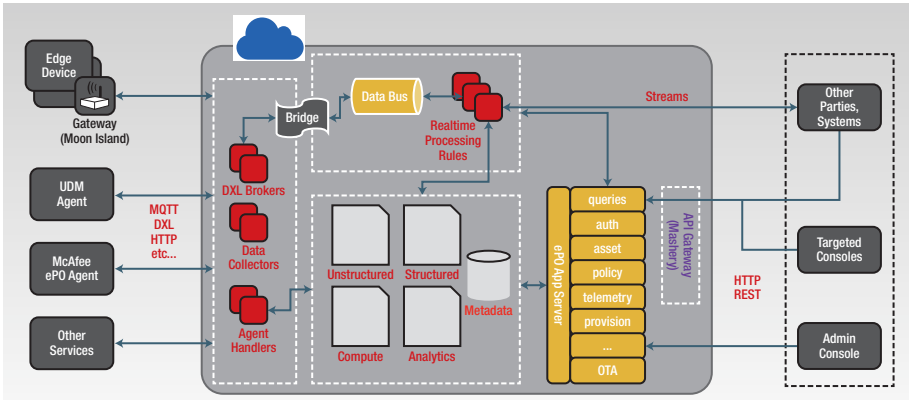 Edge
Device
Gateway
(Moon Island)
UDM
Agent
McAfee
ePO Agent
Other
Services
MQTT
DXL
HTTP
etc...
Bridge
DXL Brokers
Data
Collectors
Agent
Handlers
Data Bus
Realtime
Processing
Rules
Unstructured
Structured
Compute
Analytics
Metadata
ePO App Server
queries
auth
asset
policy
telemetry
provision
...
OTA
API Gateway
(Mashery)
Streams
HTTP
REST
Other
Parties,
Systems
Targeted
Consoles
Admin
Console